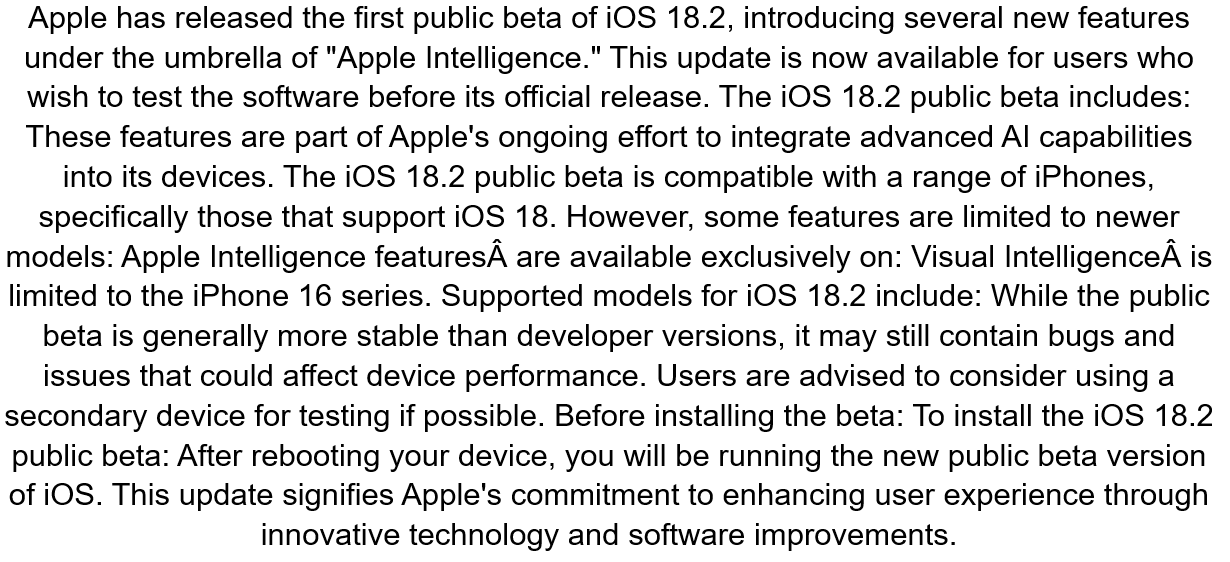 Apple has released the first public beta of iOS 18.2, introducing several new features
under the umbrella of "Apple Intelligence." This update is now available for users who
wish to test the software before its official release. The iOS 18.2 public beta includes:
These features are part of Apple's ongoing effort to integrate advanced AI capabilities
into its devices. The iOS 18.2 public beta is compatible with a range of iPhones,
specifically those that support iOS 18. However, some features are limited to newer
models: Apple Intelligence featuresÂ are available exclusively on: Visual IntelligenceÂ is
limited to the iPhone 16 series. Supported models for iOS 18.2 include: While the public
beta is generally more stable than developer versions, it may still contain bugs and
issues that could affect device performance. Users are advised to consider using a
secondary device for testing if possible. Before installing the beta: To install the iOS 18.2
public beta: After rebooting your device, you will be running the new public beta version
of iOS. This update signifies Apple's commitment to enhancing user experience through
innovative technology and software improvements.